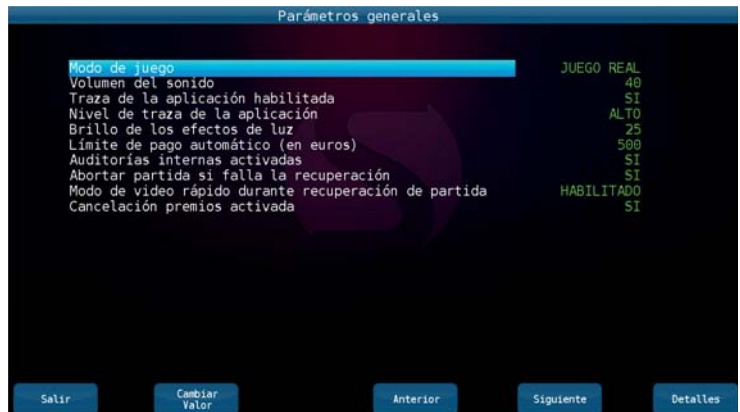 Parámetros generales
Modo de juego JUEGO REAL
Volumen del sonido 40
Traza de la aplicación habilitada SI
Nivel de traza de la aplicación ALTO
Brillo de los efectos de luz 25
Límite de pago automático (en euros) 500
Auditorías internas activadas SI
Abortar partida si falla la recuperación SI
Modo de video rápido durante recuperación de partida HABILITADO
Cancelación premios activada SI
Salir
Cambiar
Valor
Anterior
Siguiente
Detalles